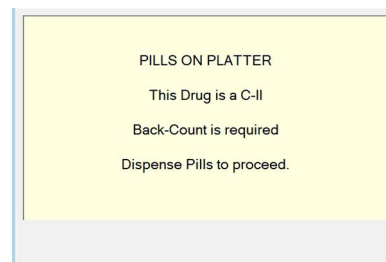 PILLS ON PLATTER
This Drug is a C-II
Back-Count is required
Dispense Pills to proceed.